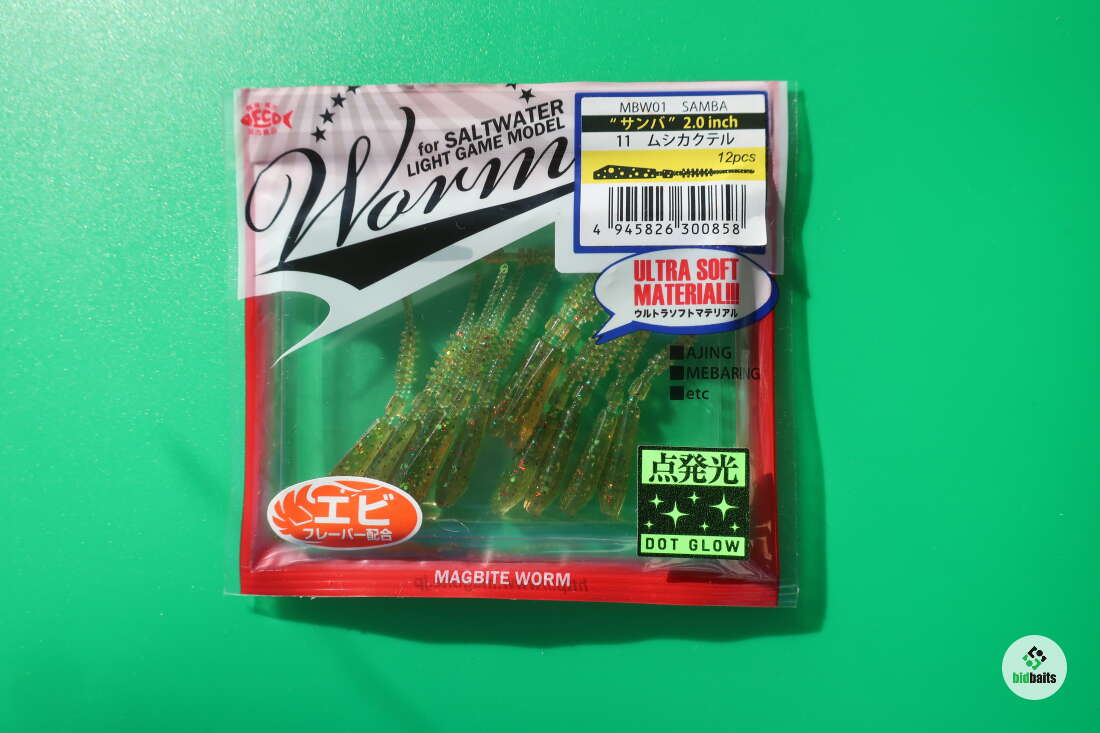 ECO
for SALTWATER
LIGHT GAME MODEL
Worm
MBW01 SAMBA
“サンバ” 2.0 inch
11 ムシカクテル
12pcs
4 945826 300858
ULTRA SOFT
MATERIAL!!!
ウルトラソフトマテリアル
■AJING
■MEBARING
■etc
点発光
DOT GLOW
エビ
フレーバー配合
MAGBITE WORM
bidbaits